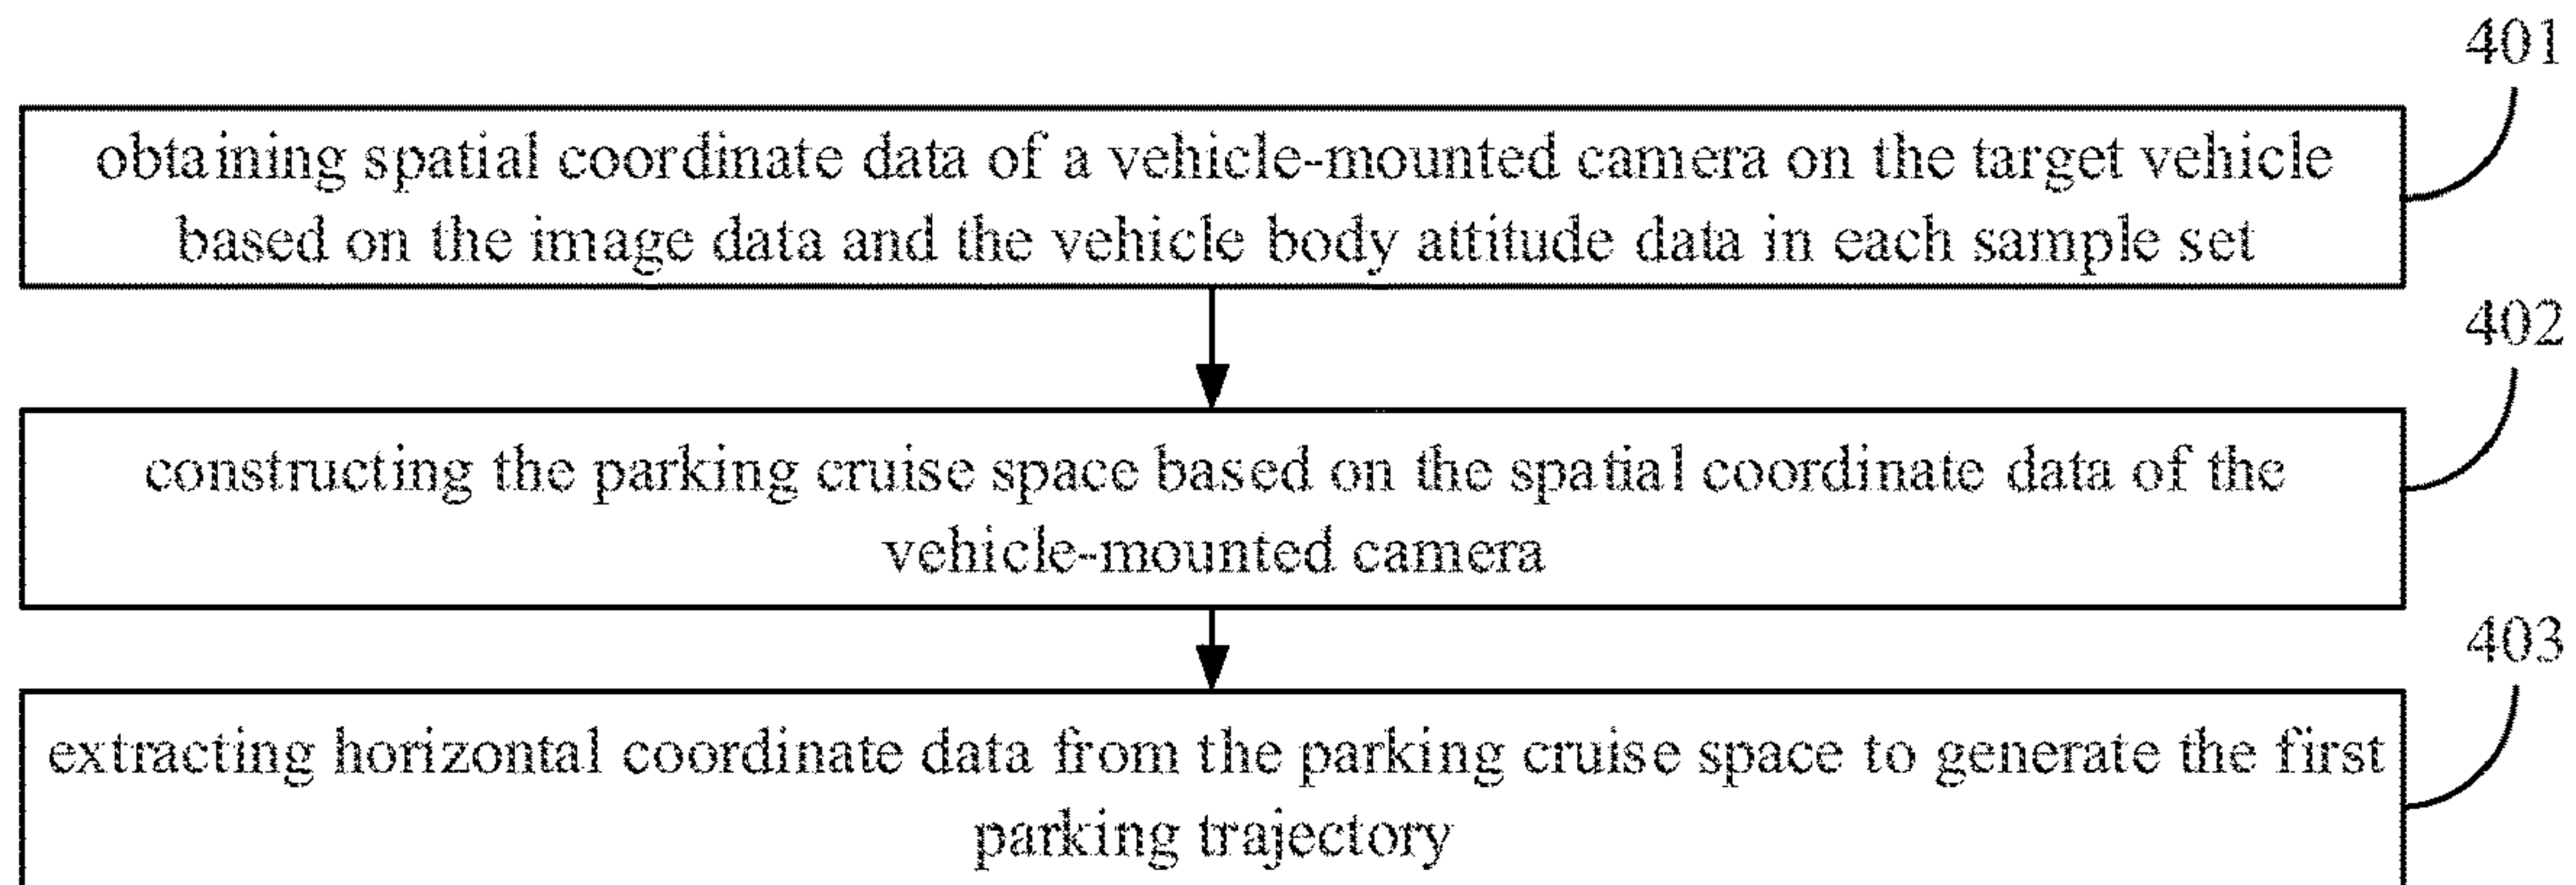 401
obtaining spatial coordinate data of a vehicle-mounted camera on the target vehicle
based on the image data and the vehicle body attitude data in each sample set
402
constructing the parking cruise space based on the spatial coordinate data of the
vehicle-mounted camera
403
extracting horizontal coordinate data from the parking cruise space to generate the first
parking trajectory